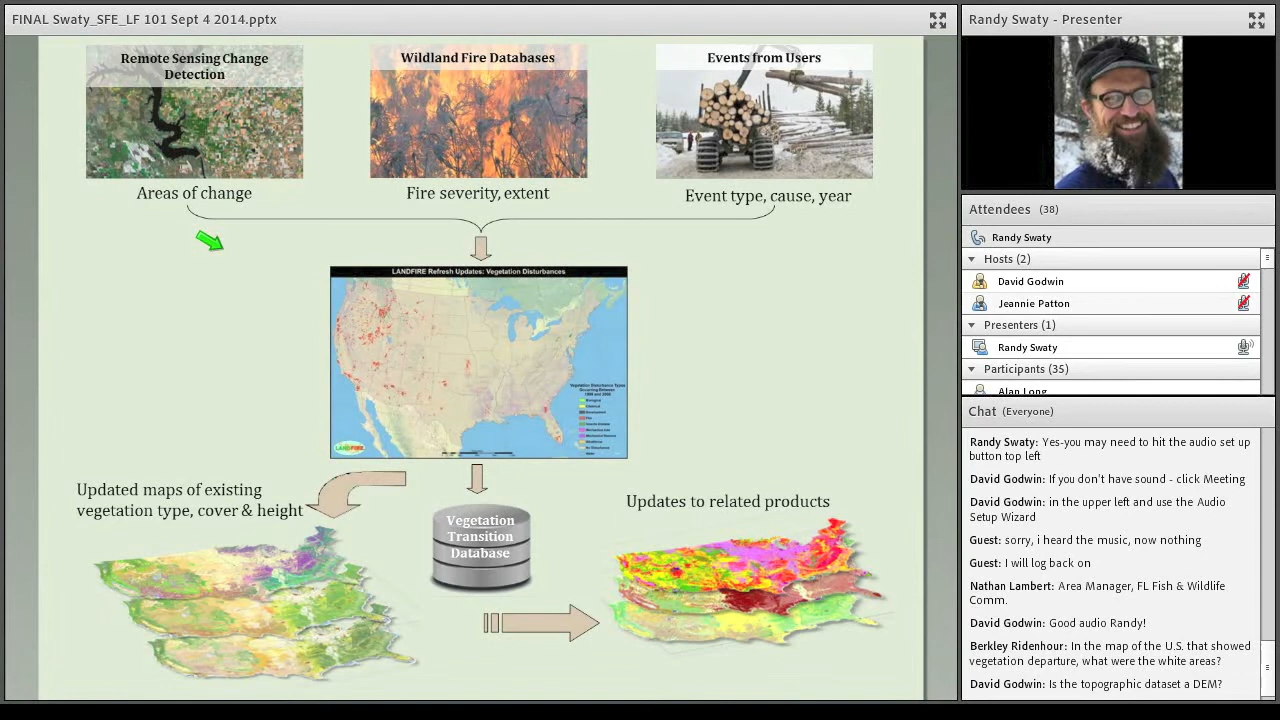 FINAL Swaty_SFE_LF 101 Sept 4 2014.pptx
Remote Sensing Change
Detection
Wildland Fire Databases
Events from Users
Areas of change
Fire severity, extent
Event type, cause, year
LANDFIRE Refresh Updates: Vegetation Disturbances
Vegetation Disturbance Types
Occurring Between
LANDFIRE
Updated maps of existing
vegetation type, cover & height
Vegetation
Transition
Database
Updates to related products
Randy Swaty - Presenter
Attendees (38)
Randy Swaty
Hosts (2)
David Godwin
Jeannie Patton
Presenters (1)
Randy Swaty
Participants (35)
Alan Long
Chat (Everyone)
Randy Swaty: Yes-you may need to hit the audio set up
button top left
David Godwin: If you don't have sound - click Meeting
David Godwin: in the upper left and use the Audio
Setup Wizard
Guest: sorry, i heard the music, now nothing
Guest: I will log back on
Nathan Lambert: Area Manager, FL Fish & Wildlife
Comm.
David Godwin: Good audio Randy!
Berkley Ridenhour: In the map of the U.S. that showed
vegetation departure, what were the white areas?
David Godwin: Is the topographic dataset a DEM?